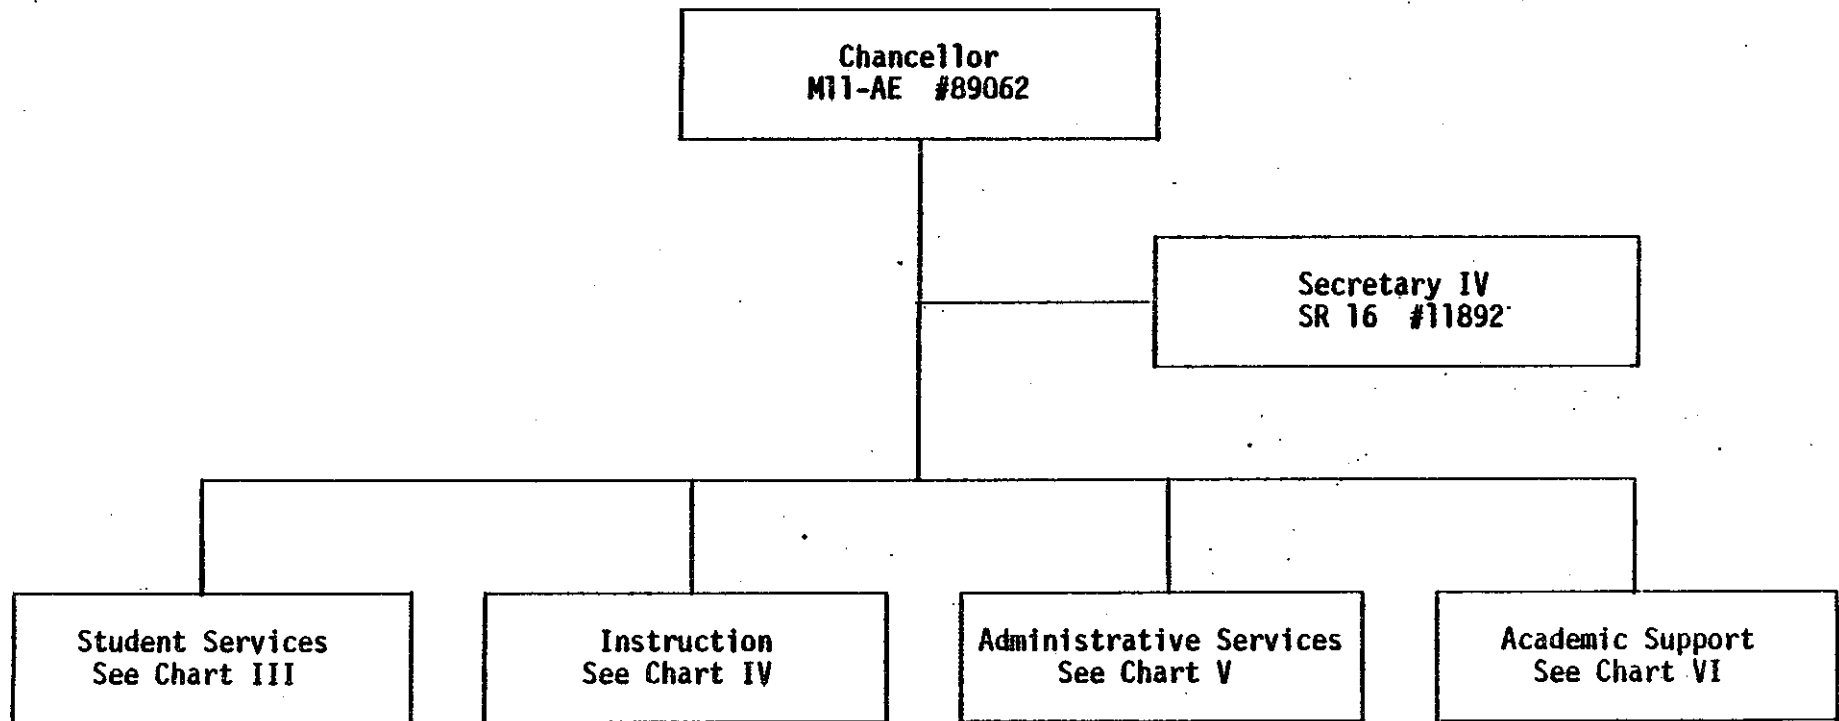 Chancellor
M11-AE #89062
Secretary IV
SR 16 #11892
Student Services
See Chart III
Instruction
See Chart IV
Administrative Services
See Chart V
Academic Support
See Chart VI